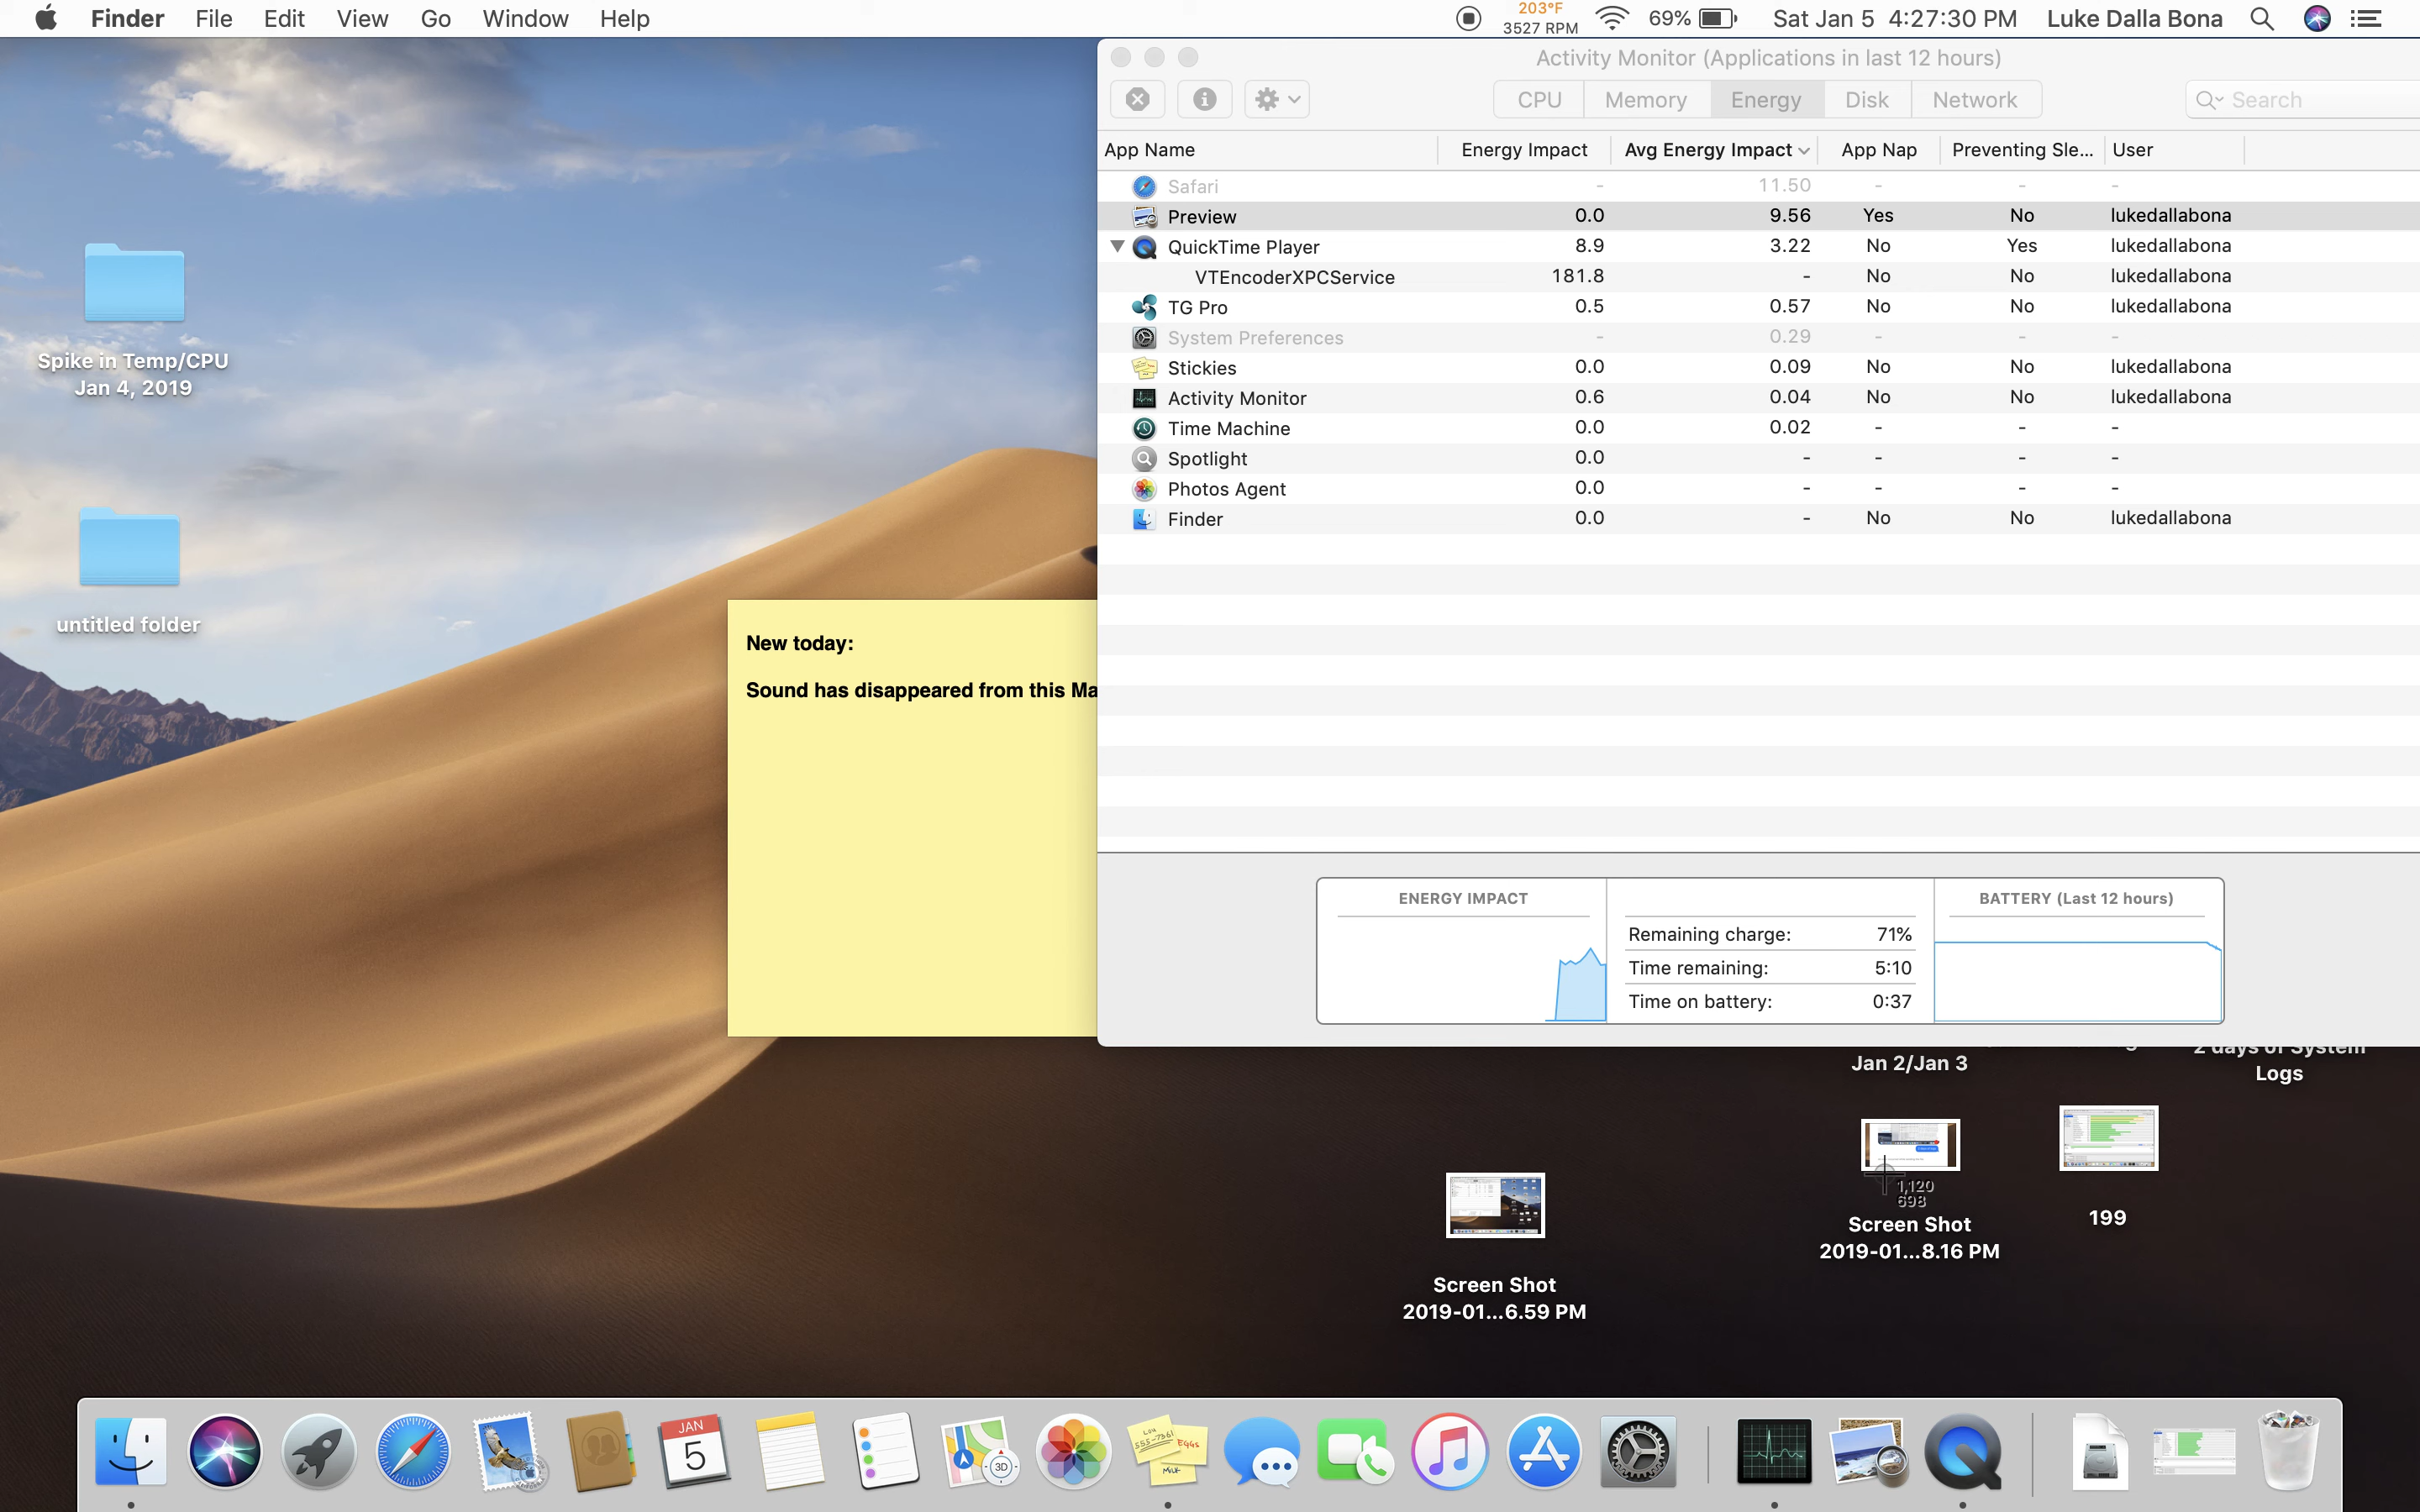 Finder File Edit View Go Window Help 203°F 3527 RPM 69% Sat Jan 5 4:27:30 PM Luke Dalla Bona
Activity Monitor (Applications in last 12 hours)
CPU Memory Energy Disk Network Search
App Name Energy Impact Avg Energy Impact App Nap Preventing Sle... User
Safari - 11.50 - - -
Preview 0.0 9.56 Yes No lukedallabona
QuickTime Player 8.9 3.22 No Yes lukedallabona
VTEncoderXPCService 181.8 - No No lukedallabona
TG Pro 0.5 0.57 No No lukedallabona
System Preferences - 0.29 - - -
Stickies 0.0 0.09 No No lukedallabona
Activity Monitor 0.6 0.04 No No lukedallabona
Time Machine 0.0 0.02 - - -
Spotlight 0.0 - - - -
Photos Agent 0.0 - - - -
Finder 0.0 - No No lukedallabona
Spike in Temp/CPU
Jan 4, 2019
untitled folder
New today:
Sound has disappeared from this Ma
ENERGY IMPACT
Remaining charge: 71%
Time remaining: 5:10
Time on battery: 0:37
BATTERY (Last 12 hours)
Jan 2/Jan 3
2 days of System
Logs
1,120
698
Screen Shot
2019-01...8.16 PM
199
Screen Shot
2019-01...6.59 PM
JAN
5
3D
EGGS
MILK